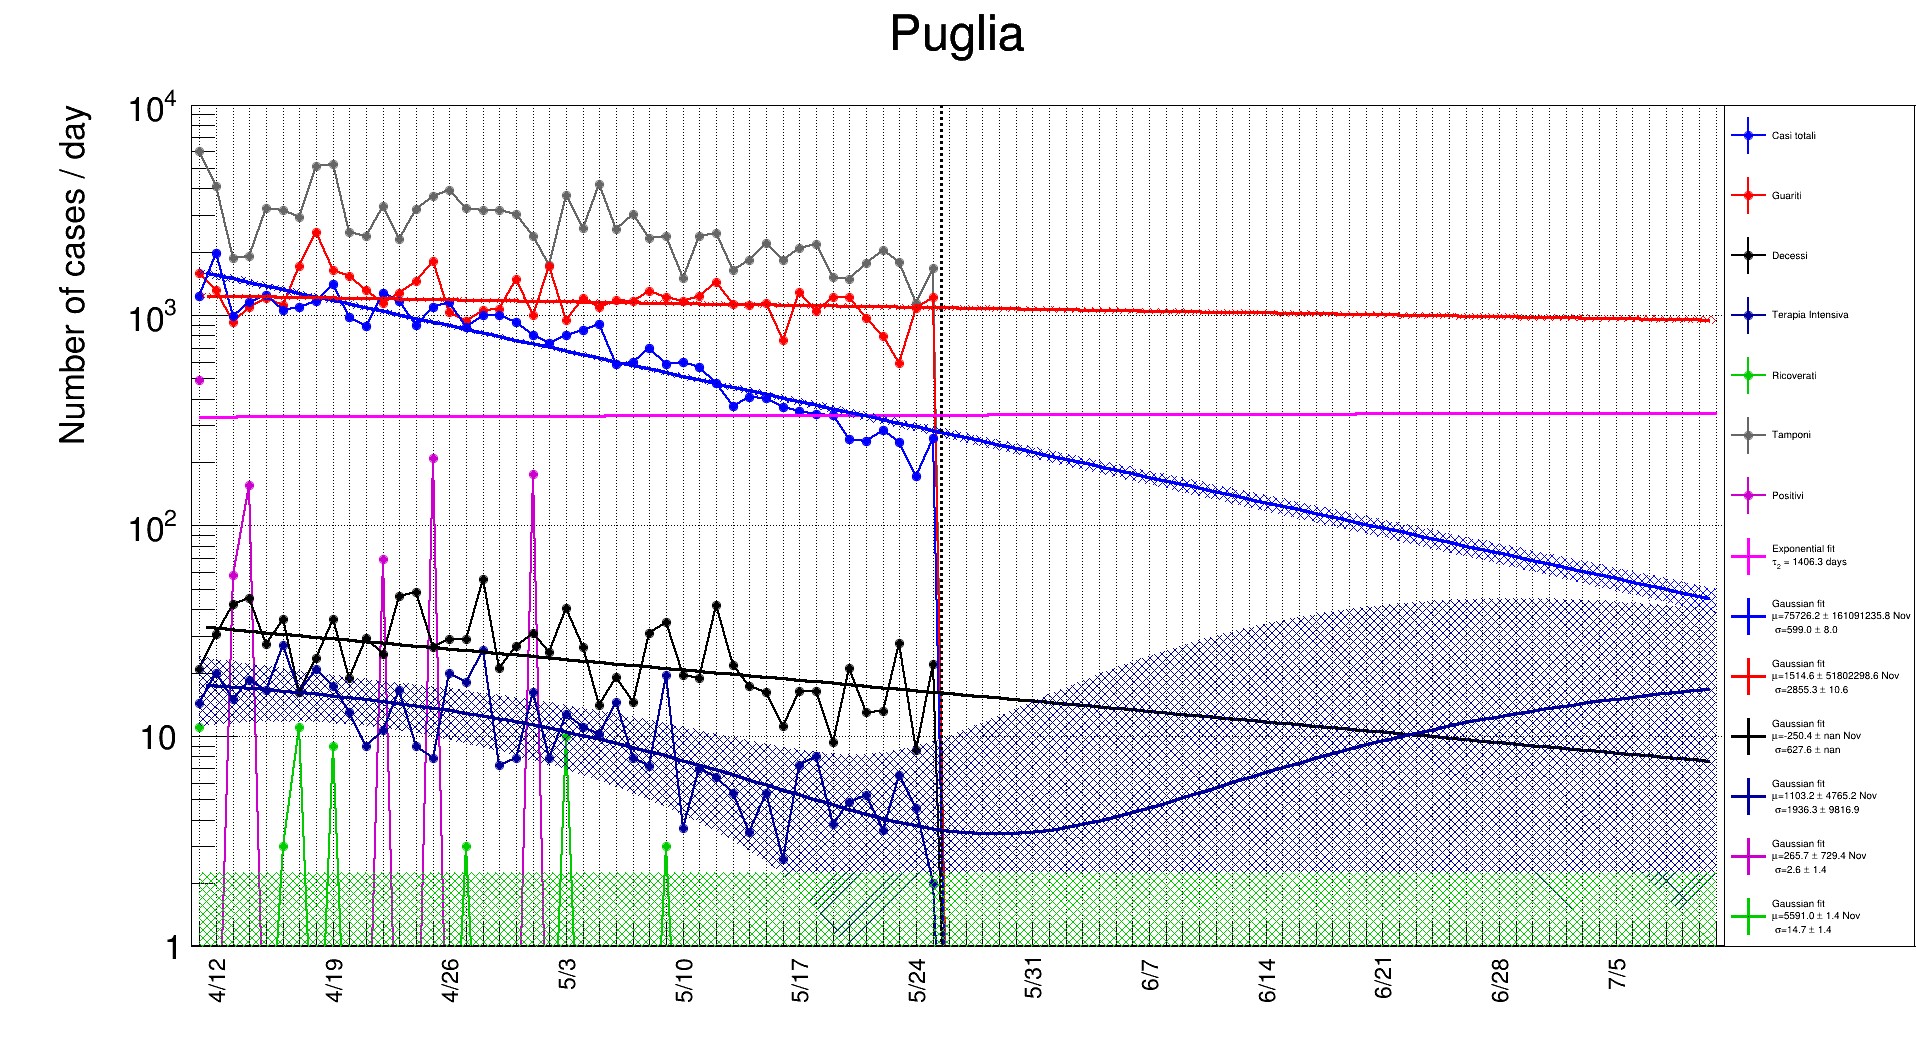 Puglia
Number of cases / day
10^4
10^3
10^2
10
1
4/12
4/19
4/26
5/3
5/10
5/17
5/24
5/31
6/7
6/14
6/21
6/28
7/5
Casi totali
Guariti
Decessi
Terapia Intensiva
Ricoverati
Tamponi
Positivi
Exponential fit
τ2 = 1406.3 days
Gaussian fit
μ=75726.2 ± 161091235.8 Nov
σ=599.0 ± 8.0
Gaussian fit
μ=1514.6 ± 51802298.6 Nov
σ=2855.3 ± 10.6
Gaussian fit
μ=-250.4 ± nan Nov
σ=627.6 ± nan
Gaussian fit
μ=1103.2 ± 4765.2 Nov
σ=1936.3 ± 9816.9
Gaussian fit
μ=265.7 ± 729.4 Nov
σ=2.6 ± 1.4
Gaussian fit
μ=5591.0 ± 1.4 Nov
σ=14.7 ± 1.4